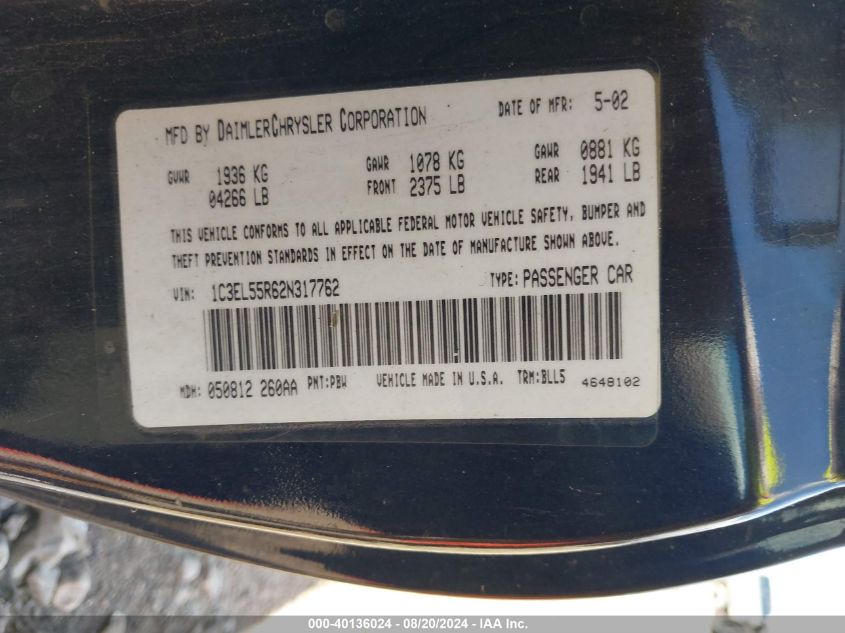 MFD BY DAIMLERCHRYSLER CORPORATION DATE OF MFR: 5-02
GVWR 1936 KG GAWR 1078 KG GAWR 0881 KG
04266 LB FRONT 2375 LB REAR 1941 LB
THIS VEHICLE CONFORMS TO ALL APPLICABLE FEDERAL MOTOR VEHICLE SAFETY, BUMPER AND
THEFT PREVENTION STANDARDS IN EFFECT ON THE DATE OF MANUFACTURE SHOWN ABOVE.
VIN: 1C3EL55R62N317762 TYPE: PASSENGER CAR
MDH: 050812 260AA PNT:PBW VEHICLE MADE IN U.S.A. TRM:BLL5 4648102
000-40136024 - 08/20/2024 - IAA Inc.